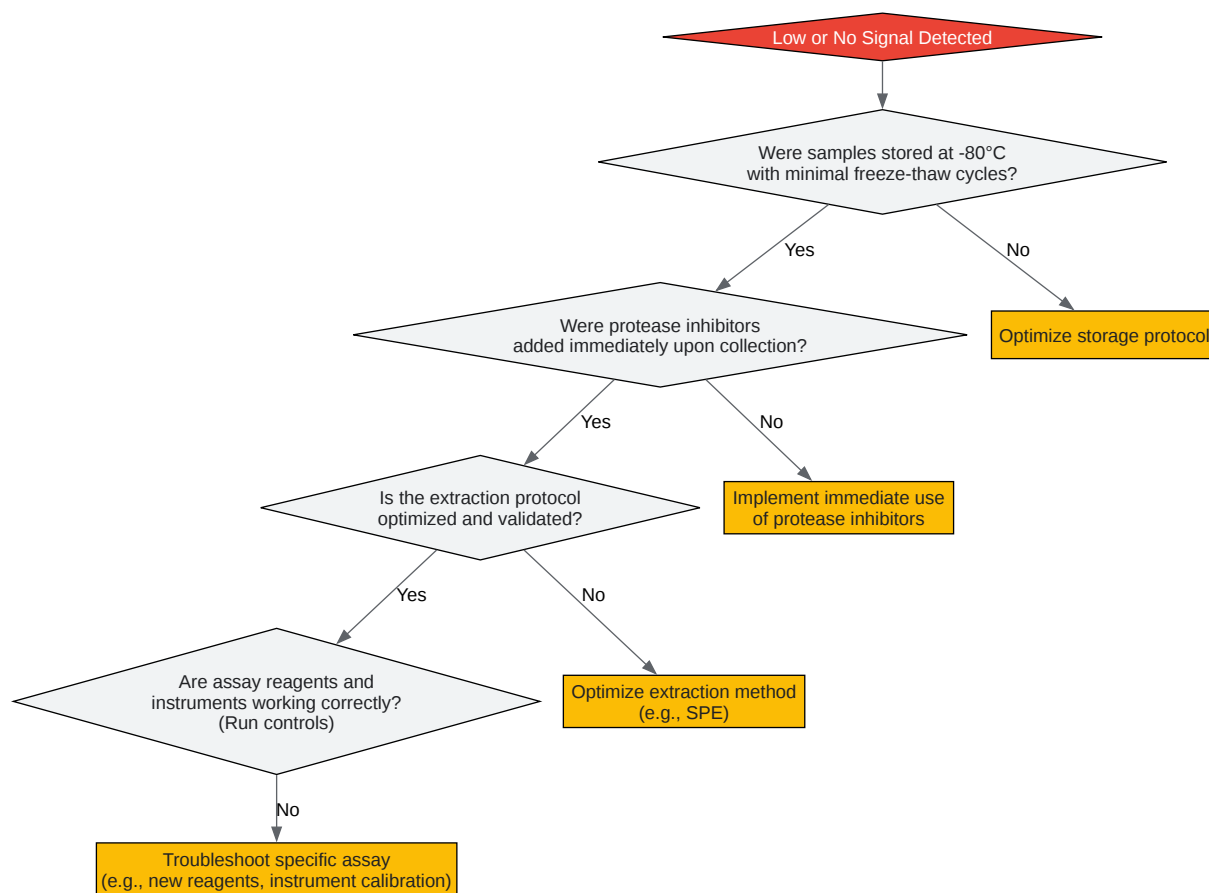 Low or No Signal Detected
Were samples stored at -80°C
with minimal freeze-thaw cycles?
Yes
No
Were protease inhibitors
added immediately upon collection?
Optimize storage protocol
Yes
No
Is the extraction protocol
optimized and validated?
Implement immediate use
of protease inhibitors
Yes
No
Are assay reagents and
instruments working correctly?
(Run controls)
Optimize extraction method
(e.g., SPE)
No
Troubleshoot specific assay
(e.g., new reagents, instrument calibration)